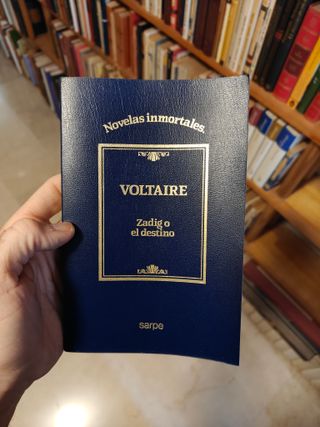 Novelas inmortales.
VOLTAIRE
Zadig o
el destino
sarpe